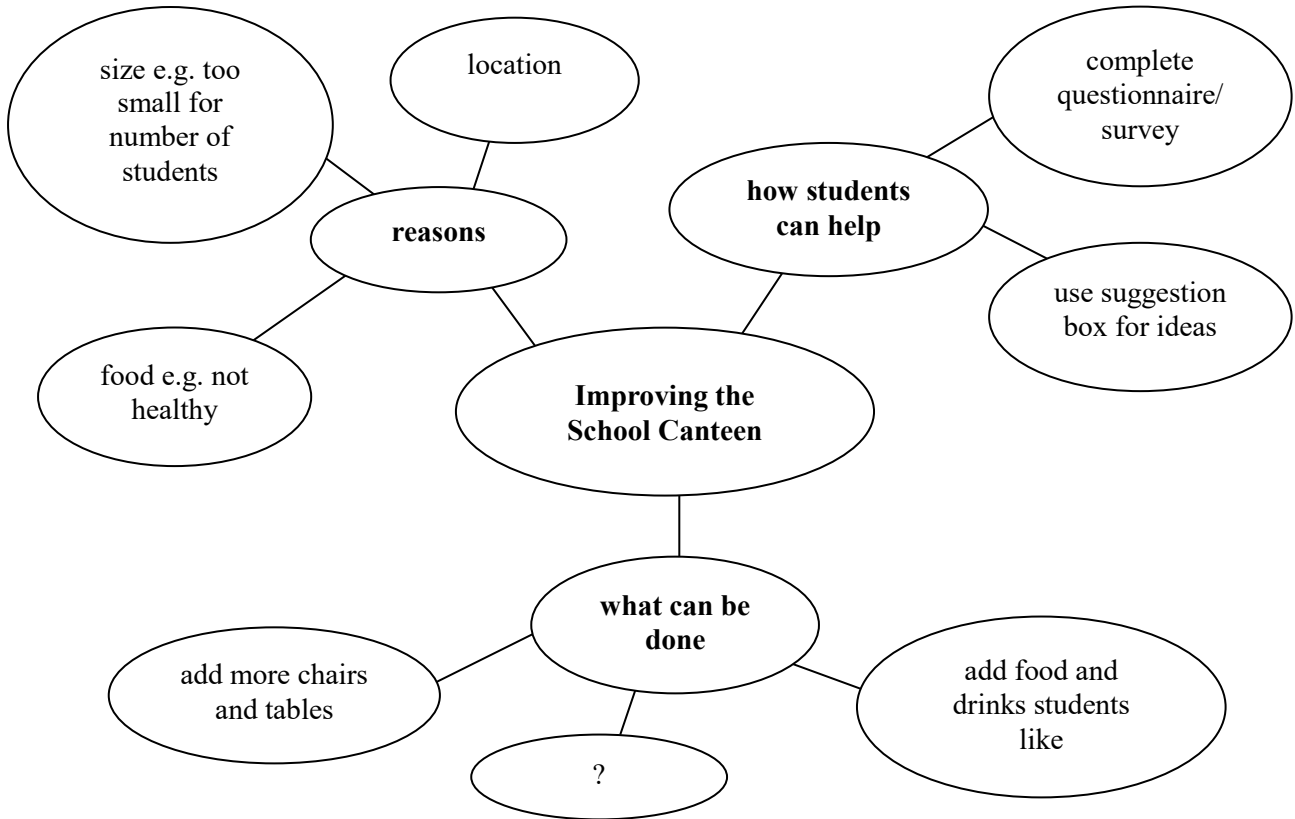 size e.g. too
small for
number of
students
location
reasons
food e.g. not
healthy
complete
questionnaire/
survey
how students
can help
use suggestion
box for ideas
Improving the
School Canteen
what can be
done
add more chairs
and tables
?
add food and
drinks students
like